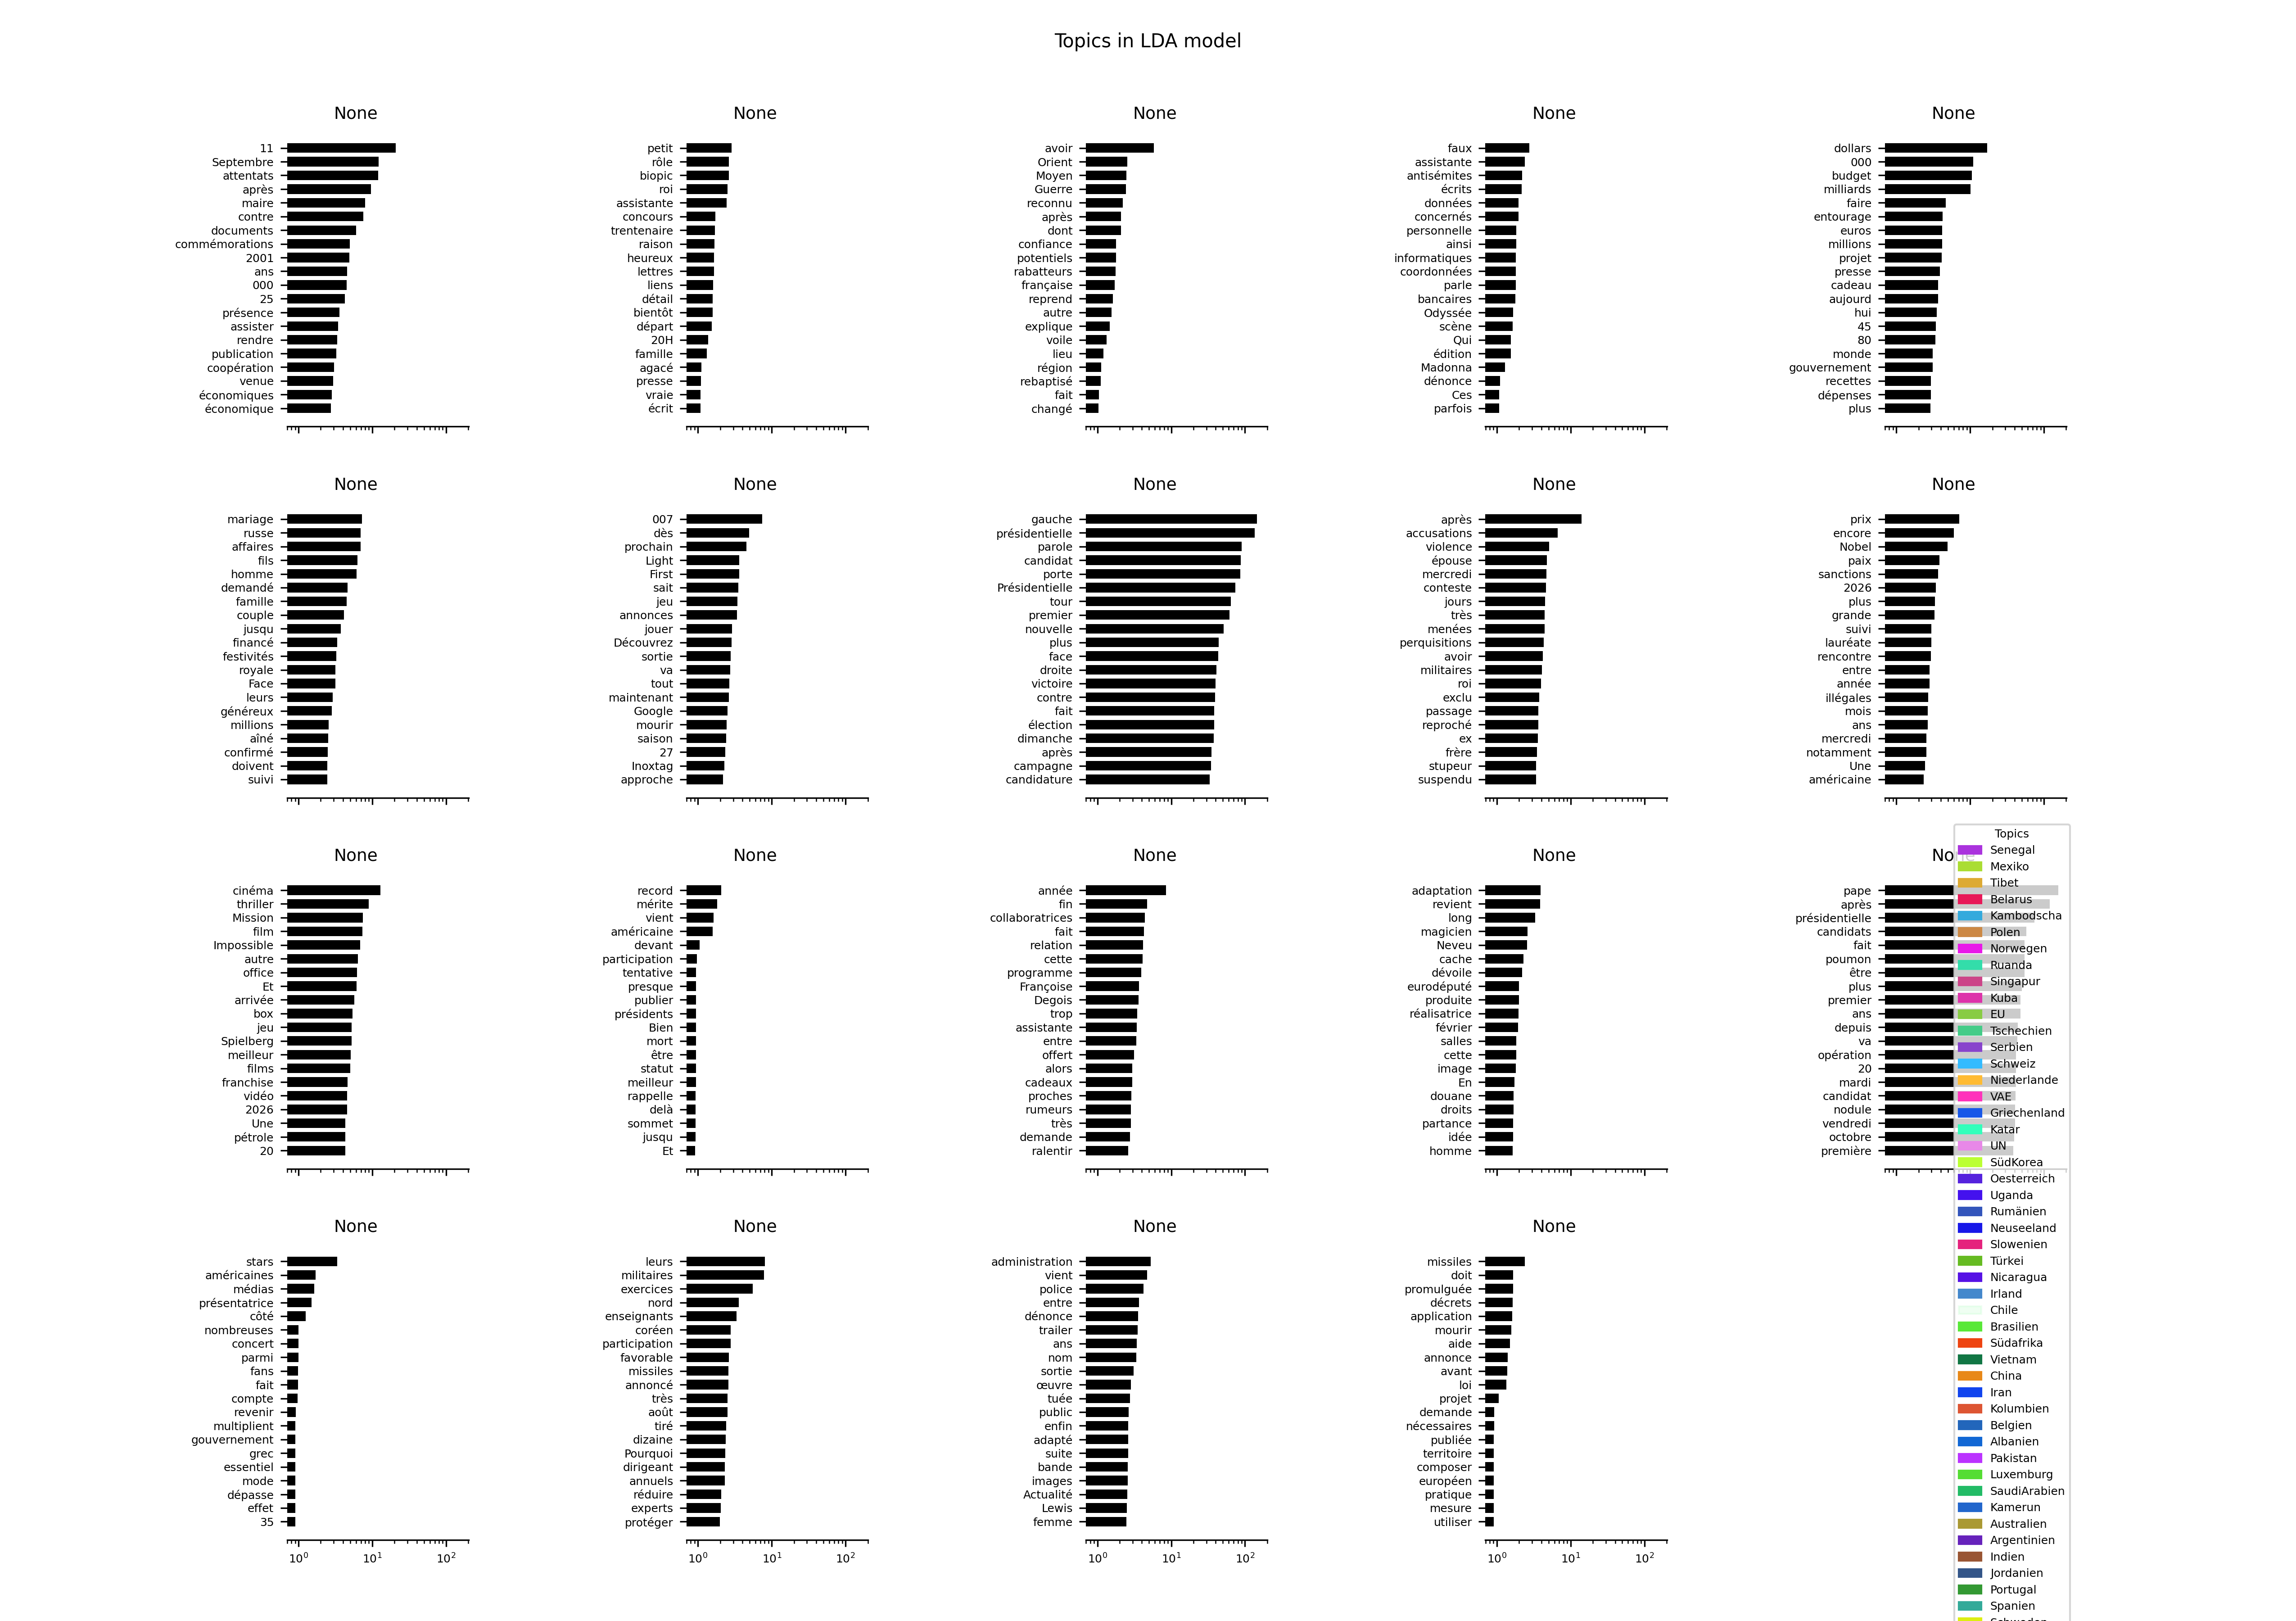 Topics in LDA model
None
11
Septembre
attentats
après
maire
contre
documents
commémorations
2001
ans
000
25
présence
assister
rendre
publication
coopération
venue
économiques
économique
None
petit
rôle
biopic
roi
assistante
concours
trentenaire
raison
heureux
lettres
liens
détail
bientôt
départ
20H
famille
agacé
presse
vraie
écrit
None
avoir
Orient
Moyen
Guerre
reconnu
après
dont
confiance
potentiels
rabatteurs
française
reprend
autre
explique
voile
lieu
région
rebaptisé
fait
changé
None
faux
assistante
antisémites
écrits
données
concernés
personnelle
ainsi
informatiques
coordonnées
parle
bancaires
Odyssée
scène
Qui
édition
Madonna
dénonce
Ces
parfois
None
dollars
000
budget
milliards
faire
entourage
euros
millions
projet
presse
cadeau
aujourd
hui
45
80
monde
gouvernement
recettes
dépenses
plus
None
mariage
russe
affaires
fils
homme
demandé
famille
couple
jusqu
financé
festivités
royale
Face
leurs
généreux
millions
aîné
confirmé
doivent
suivi
None
007
dès
prochain
Light
First
sait
jeu
annonces
jouer
Découvrez
sortie
va
tout
maintenant
Google
mourir
saison
27
Inoxtag
approche
None
gauche
présidentielle
parole
candidat
porte
Présidentielle
tour
premier
nouvelle
plus
face
droite
victoire
contre
fait
élection
dimanche
après
campagne
candidature
None
après
accusations
violence
épouse
mercredi
conteste
jours
très
menées
perquisitions
avoir
militaires
roi
exclu
passage
reproché
ex
frère
stupeur
suspendu
None
prix
encore
Nobel
paix
sanctions
2026
plus
grande
suivi
lauréate
rencontre
entre
année
illégales
mois
ans
mercredi
notamment
Une
américaine
None
cinéma
thriller
Mission
film
Impossible
autre
office
Et
arrivée
box
jeu
Spielberg
meilleur
films
franchise
vidéo
2026
Une
pétrole
20
None
record
mérite
vient
américaine
devant
participation
tentative
presque
publier
présidents
Bien
mort
être
statut
meilleur
rappelle
delà
sommet
jusqu
Et
None
année
fin
collaboratrices
fait
relation
cette
programme
Françoise
Degois
trop
assistante
entre
offert
alors
cadeaux
proches
rumeurs
très
demande
ralentir
None
adaptation
revient
long
magicien
Neveu
cache
dévoile
eurodéputé
produite
réalisatrice
février
salles
cette
image
En
douane
droits
partance
idée
homme
None
pape
après
présidentielle
candidats
fait
poumon
être
plus
premier
ans
depuis
va
opération
20
mardi
candidat
nodule
vendredi
octobre
première
None
stars
américaines
médias
présentatrice
côté
nombreuses
concert
parmi
fans
fait
compte
revenir
multiplient
gouvernement
grec
essentiel
mode
dépasse
effet
35
10⁰ 10¹ 10²
None
leurs
militaires
exercices
nord
enseignants
coréen
participation
favorable
missiles
annoncé
très
août
tiré
dizaine
Pourquoi
dirigeant
annuels
réduire
experts
protéger
10⁰ 10¹ 10²
None
administration
vient
police
entre
dénonce
trailer
ans
nom
sortie
œuvre
tuée
public
enfin
adapté
suite
bande
images
Actualité
Lewis
femme
10⁰ 10¹ 10²
None
missiles
doit
promulguée
décrets
application
mourir
aide
annonce
avant
loi
projet
demande
nécessaires
publiée
territoire
composer
européen
pratique
mesure
utiliser
10⁰ 10¹ 10²
Topics
Senegal
Mexiko
Tibet
Belarus
Kambodscha
Polen
Norwegen
Ruanda
Singapur
Kuba
EU
Tschechien
Serbien
Schweiz
Niederlande
VAE
Griechenland
Katar
UN
SüdKorea
Oesterreich
Uganda
Rumänien
Neuseeland
Slowenien
Türkei
Nicaragua
Irland
Chile
Brasilien
Südafrika
Vietnam
China
Iran
Kolumbien
Belgien
Albanien
Pakistan
Luxemburg
SaudiArabien
Kamerun
Australien
Argentinien
Indien
Jordanien
Portugal
Spanien